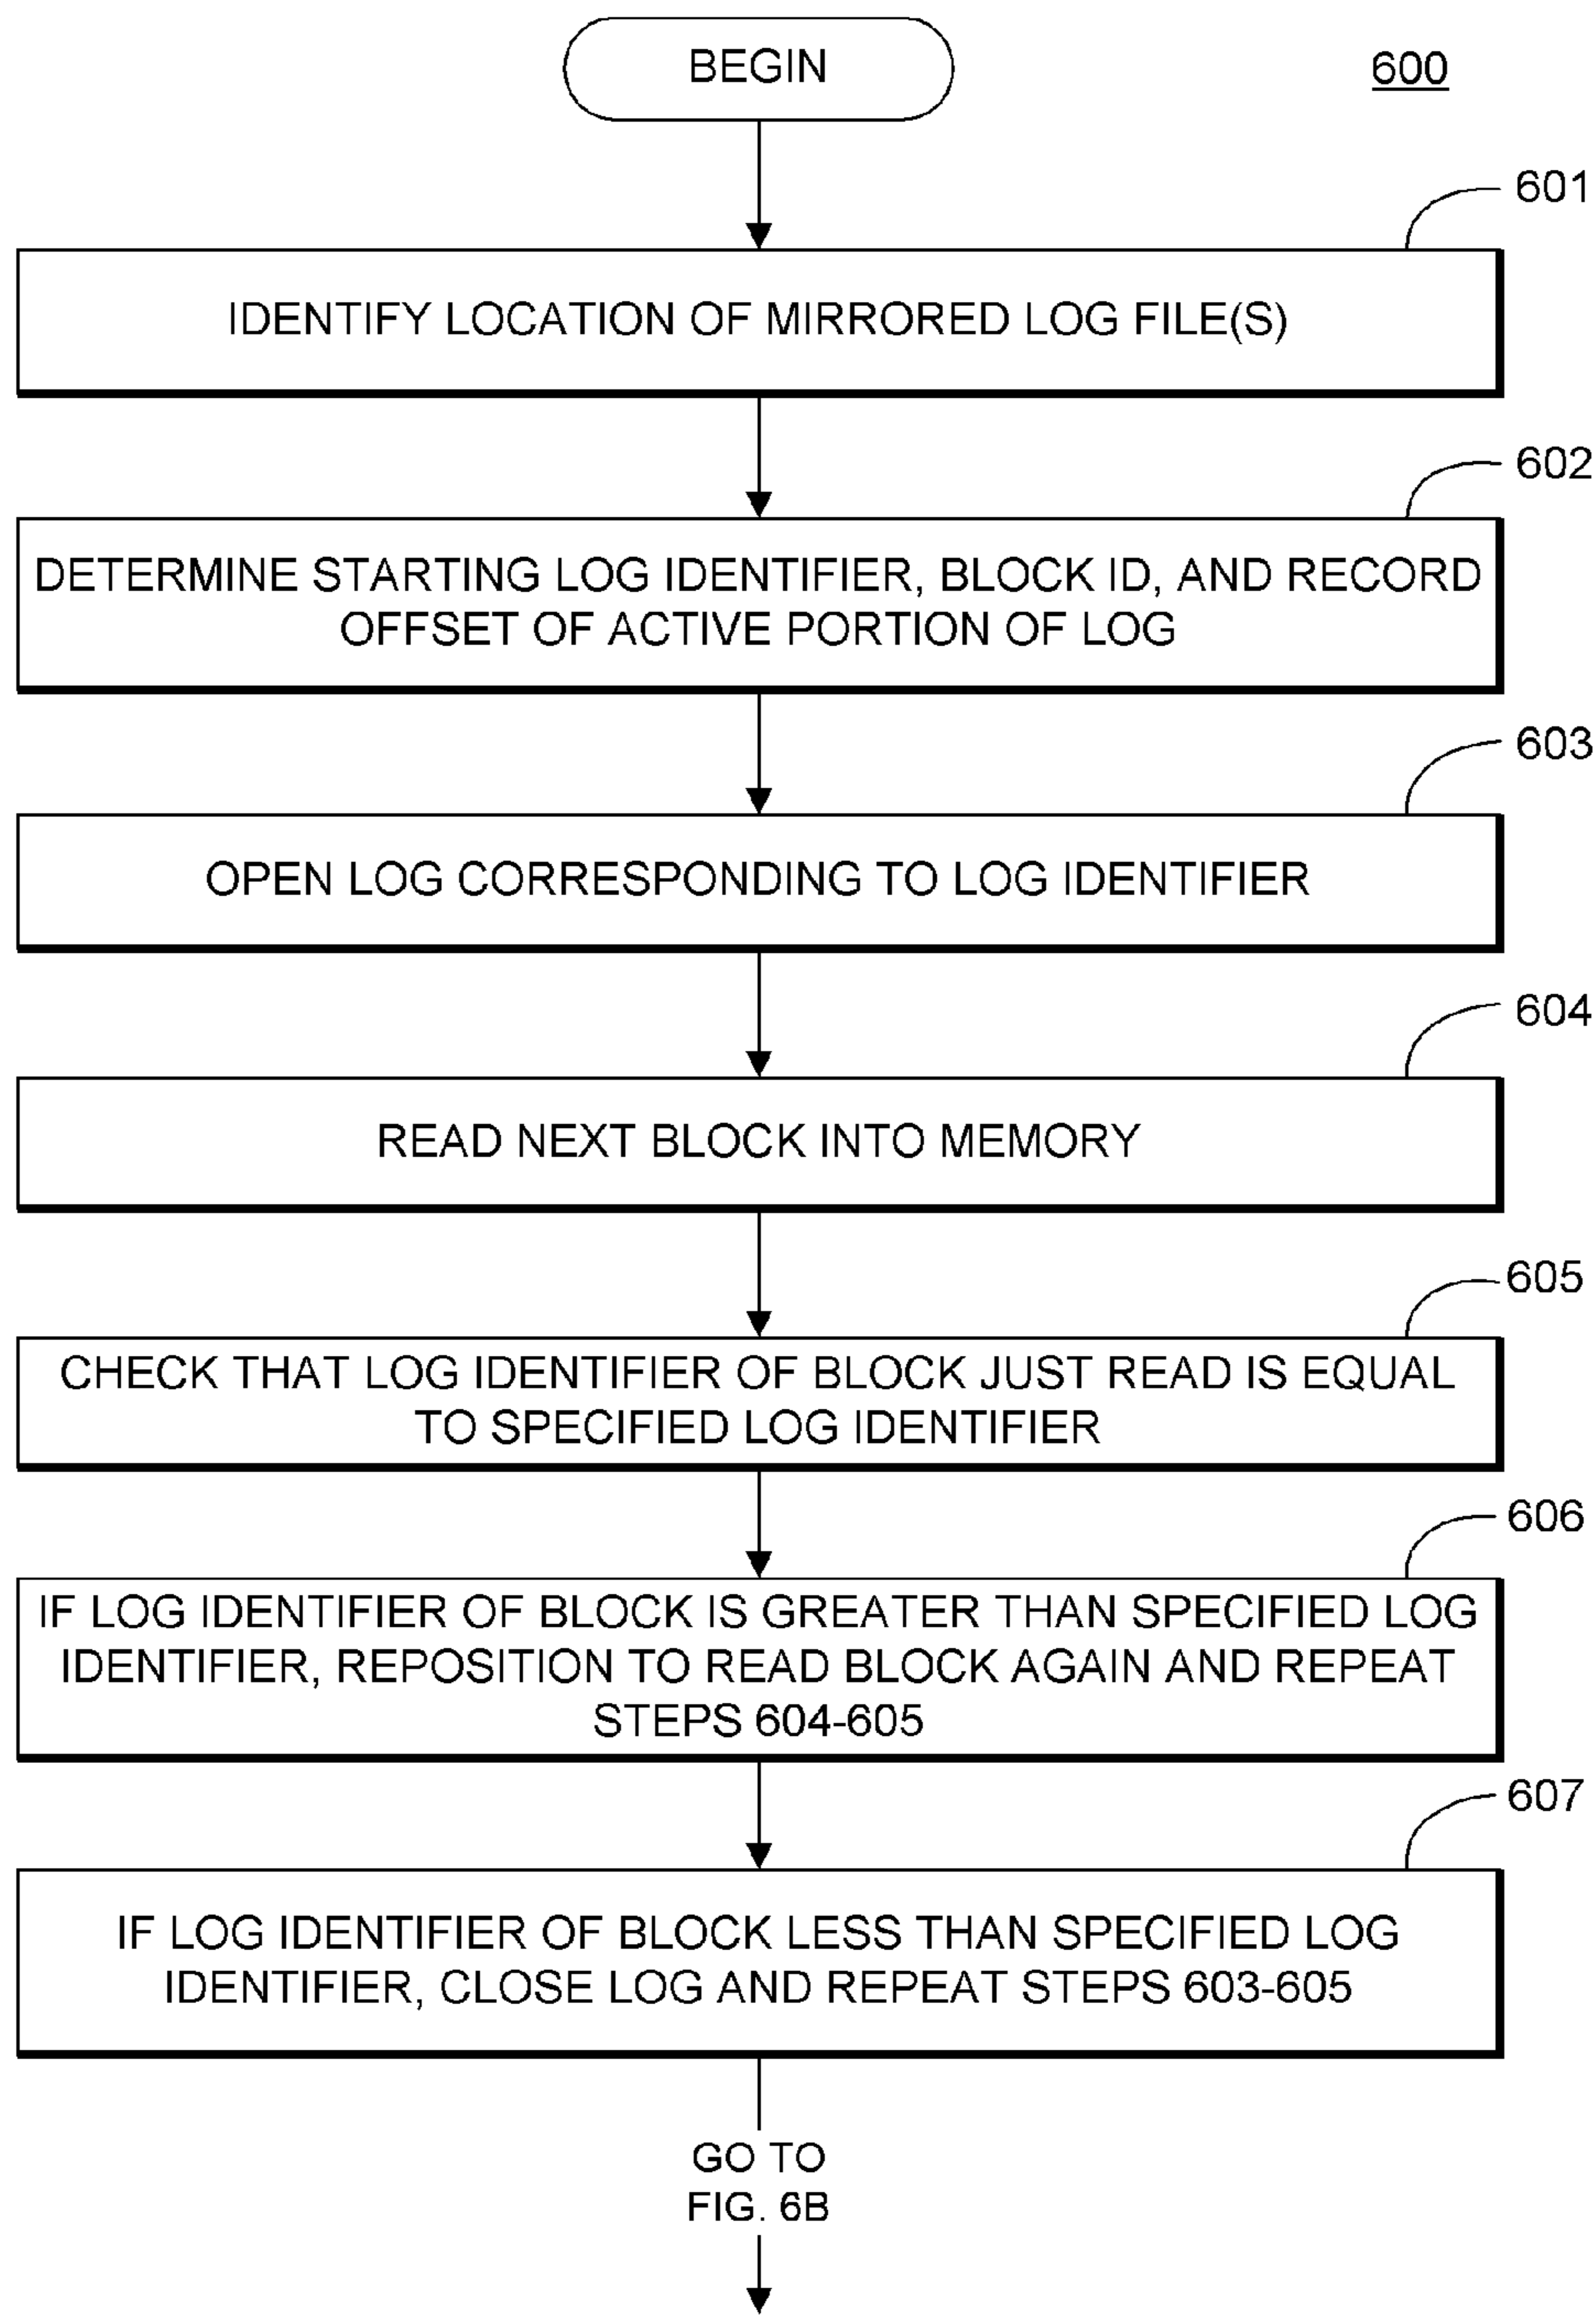 BEGIN
600
601
IDENTIFY LOCATION OF MIRRORED LOG FILE(S)
602
DETERMINE STARTING LOG IDENTIFIER, BLOCK ID, AND RECORD
OFFSET OF ACTIVE PORTION OF LOG
603
OPEN LOG CORRESPONDING TO LOG IDENTIFIER
604
READ NEXT BLOCK INTO MEMORY
605
CHECK THAT LOG IDENTIFIER OF BLOCK JUST READ IS EQUAL
TO SPECIFIED LOG IDENTIFIER
606
IF LOG IDENTIFIER OF BLOCK IS GREATER THAN SPECIFIED LOG
IDENTIFIER, REPOSITION TO READ BLOCK AGAIN AND REPEAT
STEPS 604-605
607
IF LOG IDENTIFIER OF BLOCK LESS THAN SPECIFIED LOG
IDENTIFIER, CLOSE LOG AND REPEAT STEPS 603-605
GO TO
FIG. 6B